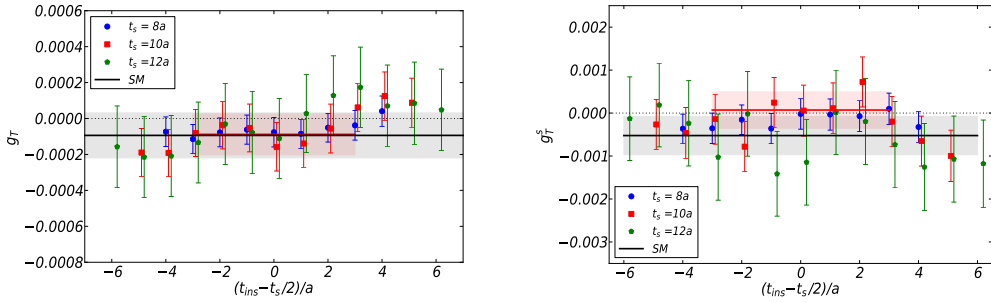 0.0006
0.0004
0.0002
0.0000
−0.0002
−0.0004
−0.0006
−0.0008
g_T
t_s = 8a
t_s =10a
t_s =12a
SM
−6 −4 −2 0 2 4 6
(t_ins−t_s/2)/a
0.002
0.001
0.000
−0.001
−0.002
−0.003
g_T^s
t_s = 8a
t_s =10a
t_s =12a
SM
−6 −4 −2 0 2 4 6
(t_ins−t_s/2)/a